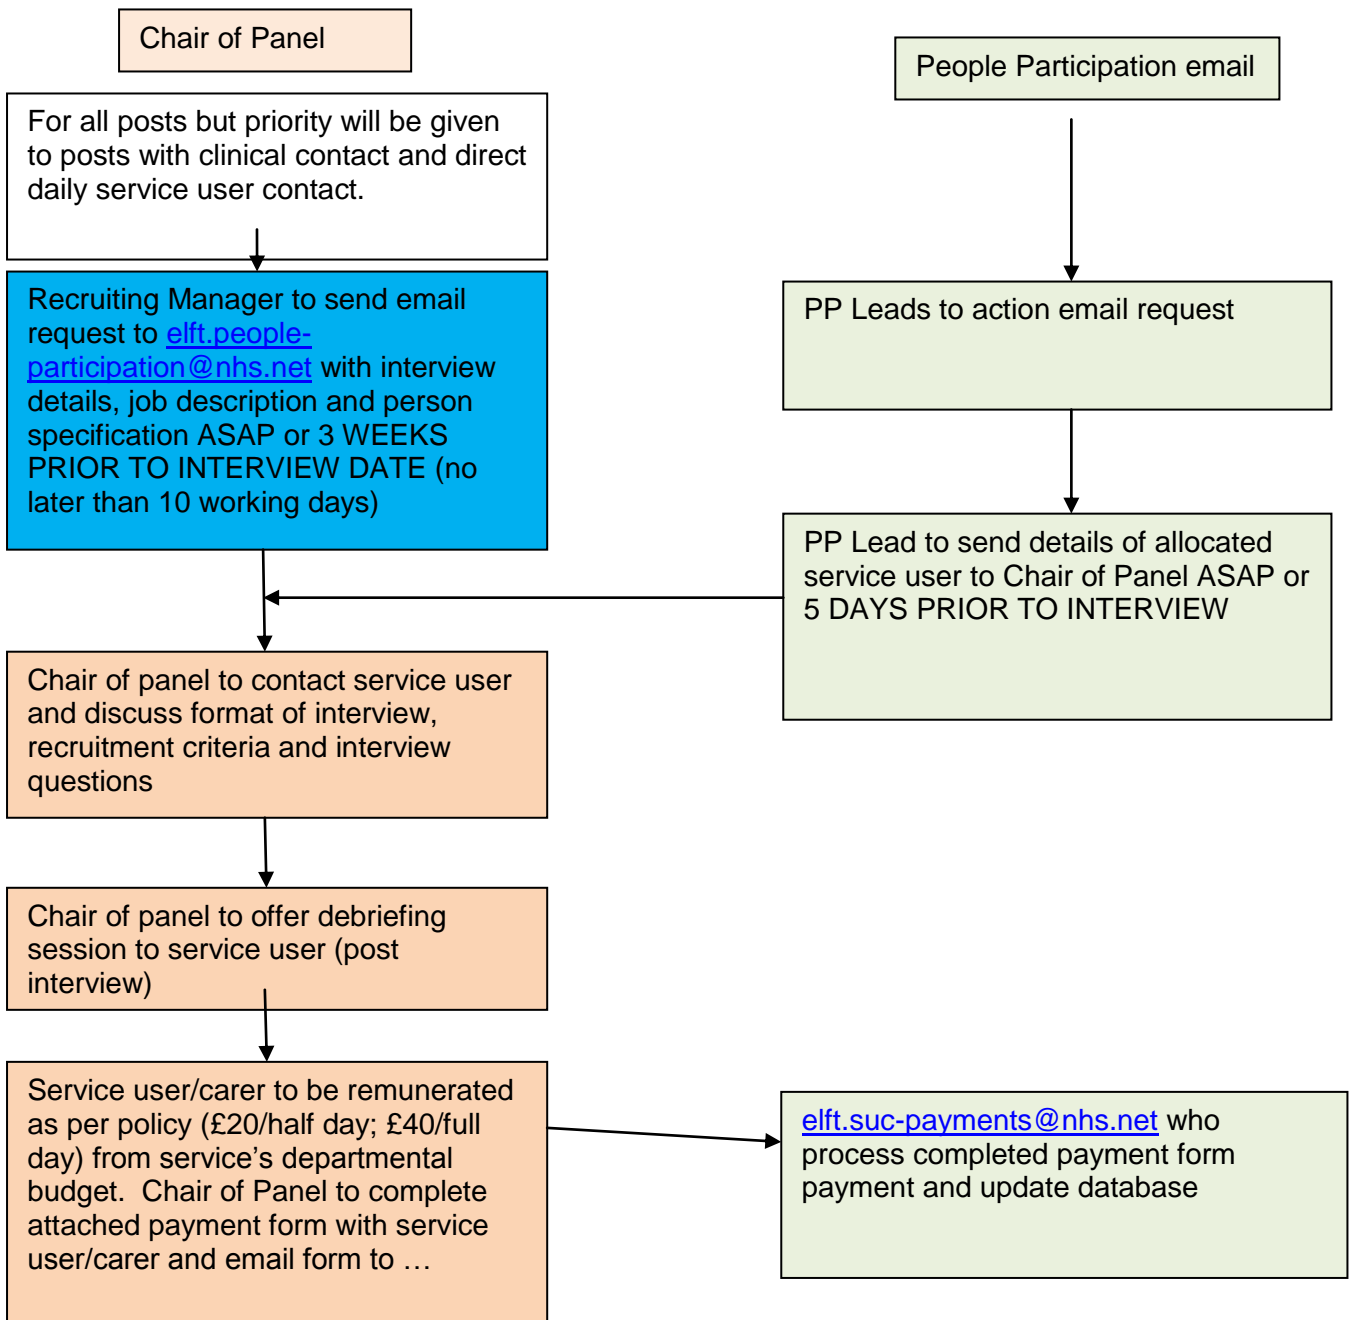 Chair of Panel
People Participation email
For all posts but priority will be given
to posts with clinical contact and direct
daily service user contact.
Recruiting Manager to send email
request to elft.people-
participation@nhs.net with interview
details, job description and person
specification ASAP or 3 WEEKS
PRIOR TO INTERVIEW DATE (no
later than 10 working days)
PP Leads to action email request
PP Lead to send details of allocated
service user to Chair of Panel ASAP or
5 DAYS PRIOR TO INTERVIEW
Chair of panel to contact service user
and discuss format of interview,
recruitment criteria and interview
questions
Chair of panel to offer debriefing
session to service user (post
interview)
Service user/carer to be remunerated
as per policy (£20/half day; £40/full
day) from service’s departmental
budget.  Chair of Panel to complete
attached payment form with service
user/carer and email form to …
elft.suc-payments@nhs.net who
process completed payment form
payment and update database